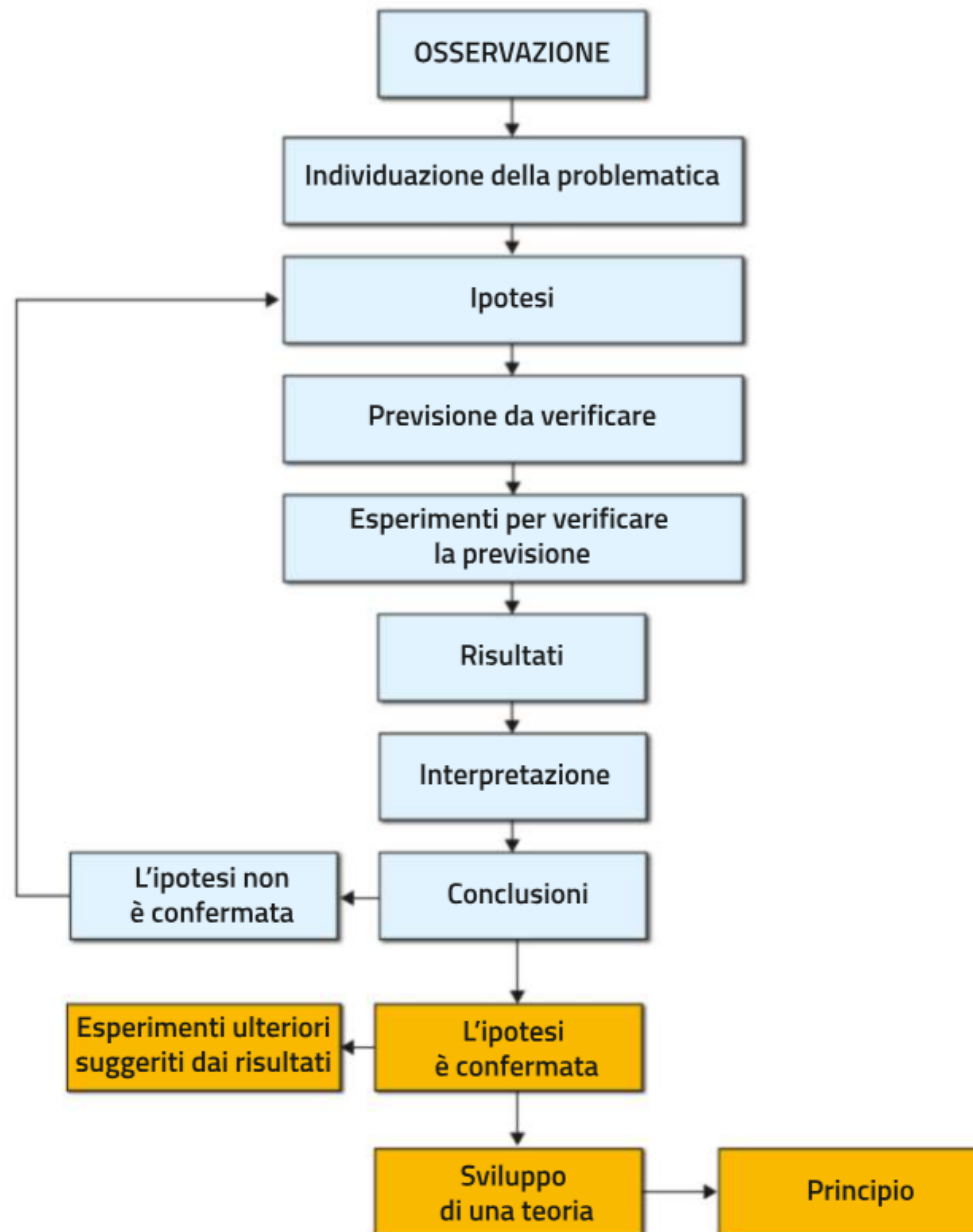 OSSERVAZIONE
Individuazione della problematica
Ipotesi
Previsione da verificare
Esperimenti per verificare
la previsione
Risultati
Interpretazione
L'ipotesi non
è confermata
Conclusioni
Esperimenti ulteriori
suggeriti dai risultati
L'ipotesi
è confermata
Sviluppo
di una teoria
Principio